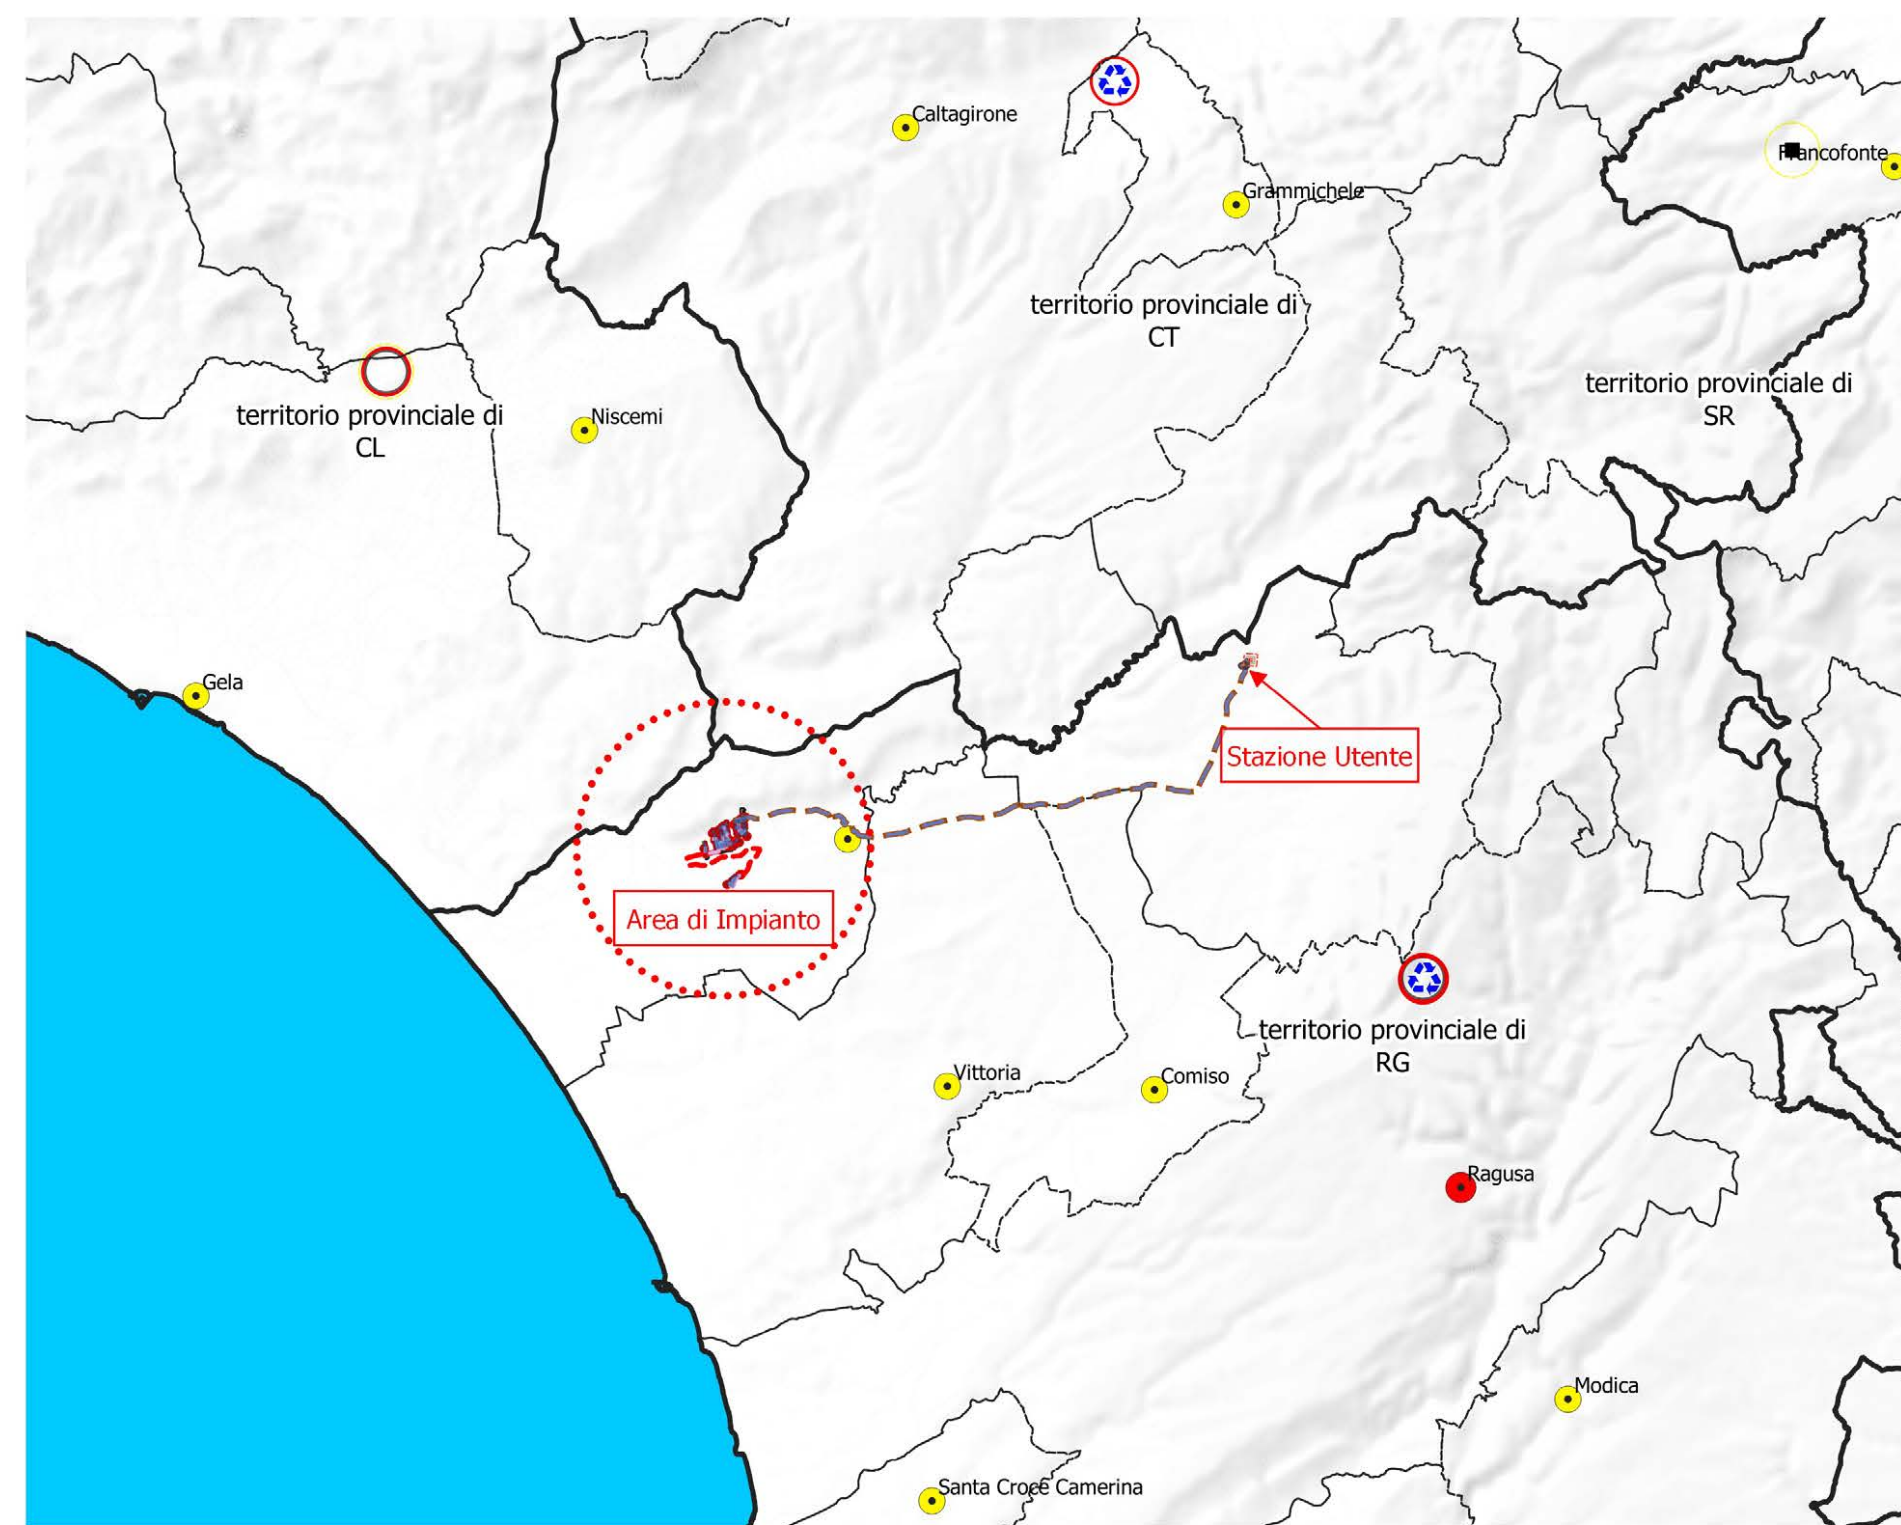 Caltagirone
Francofonte
Grammichele
territorio provinciale di
CT
territorio provinciale di
SR
territorio provinciale di
CL
Niscemi
Gela
Stazione Utente
Area di Impianto
territorio provinciale di
RG
Vittoria
Comiso
Ragusa
Modica
Santa Croce Camerina